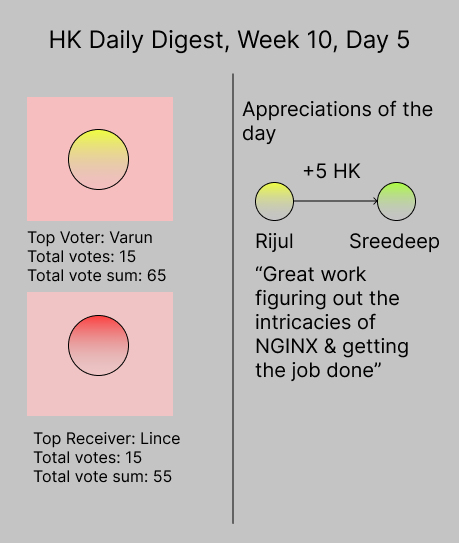 HK Daily Digest, Week 10, Day 5
Top Voter: Varun
Total votes: 15
Total vote sum: 65
Top Receiver: Lince
Total votes: 15
Total vote sum: 55
Appreciations of the
day
+5 HK
Rijul
Sreedeep
“Great work
figuring out the
intricacies of
NGINX & getting
the job done”